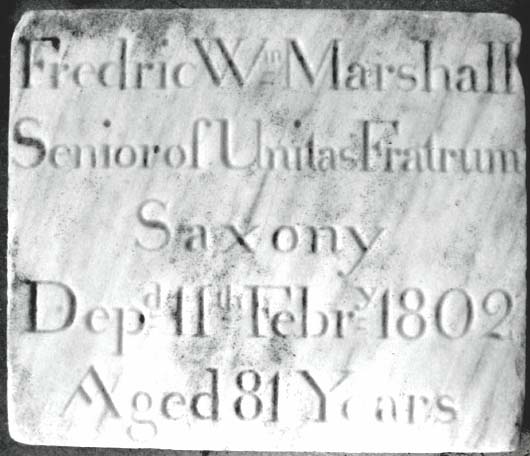 Fredric Wm Marshall
Senior of Unitas Fratrum
Saxony
Depd 11th Febry 1802
Aged 81 Years